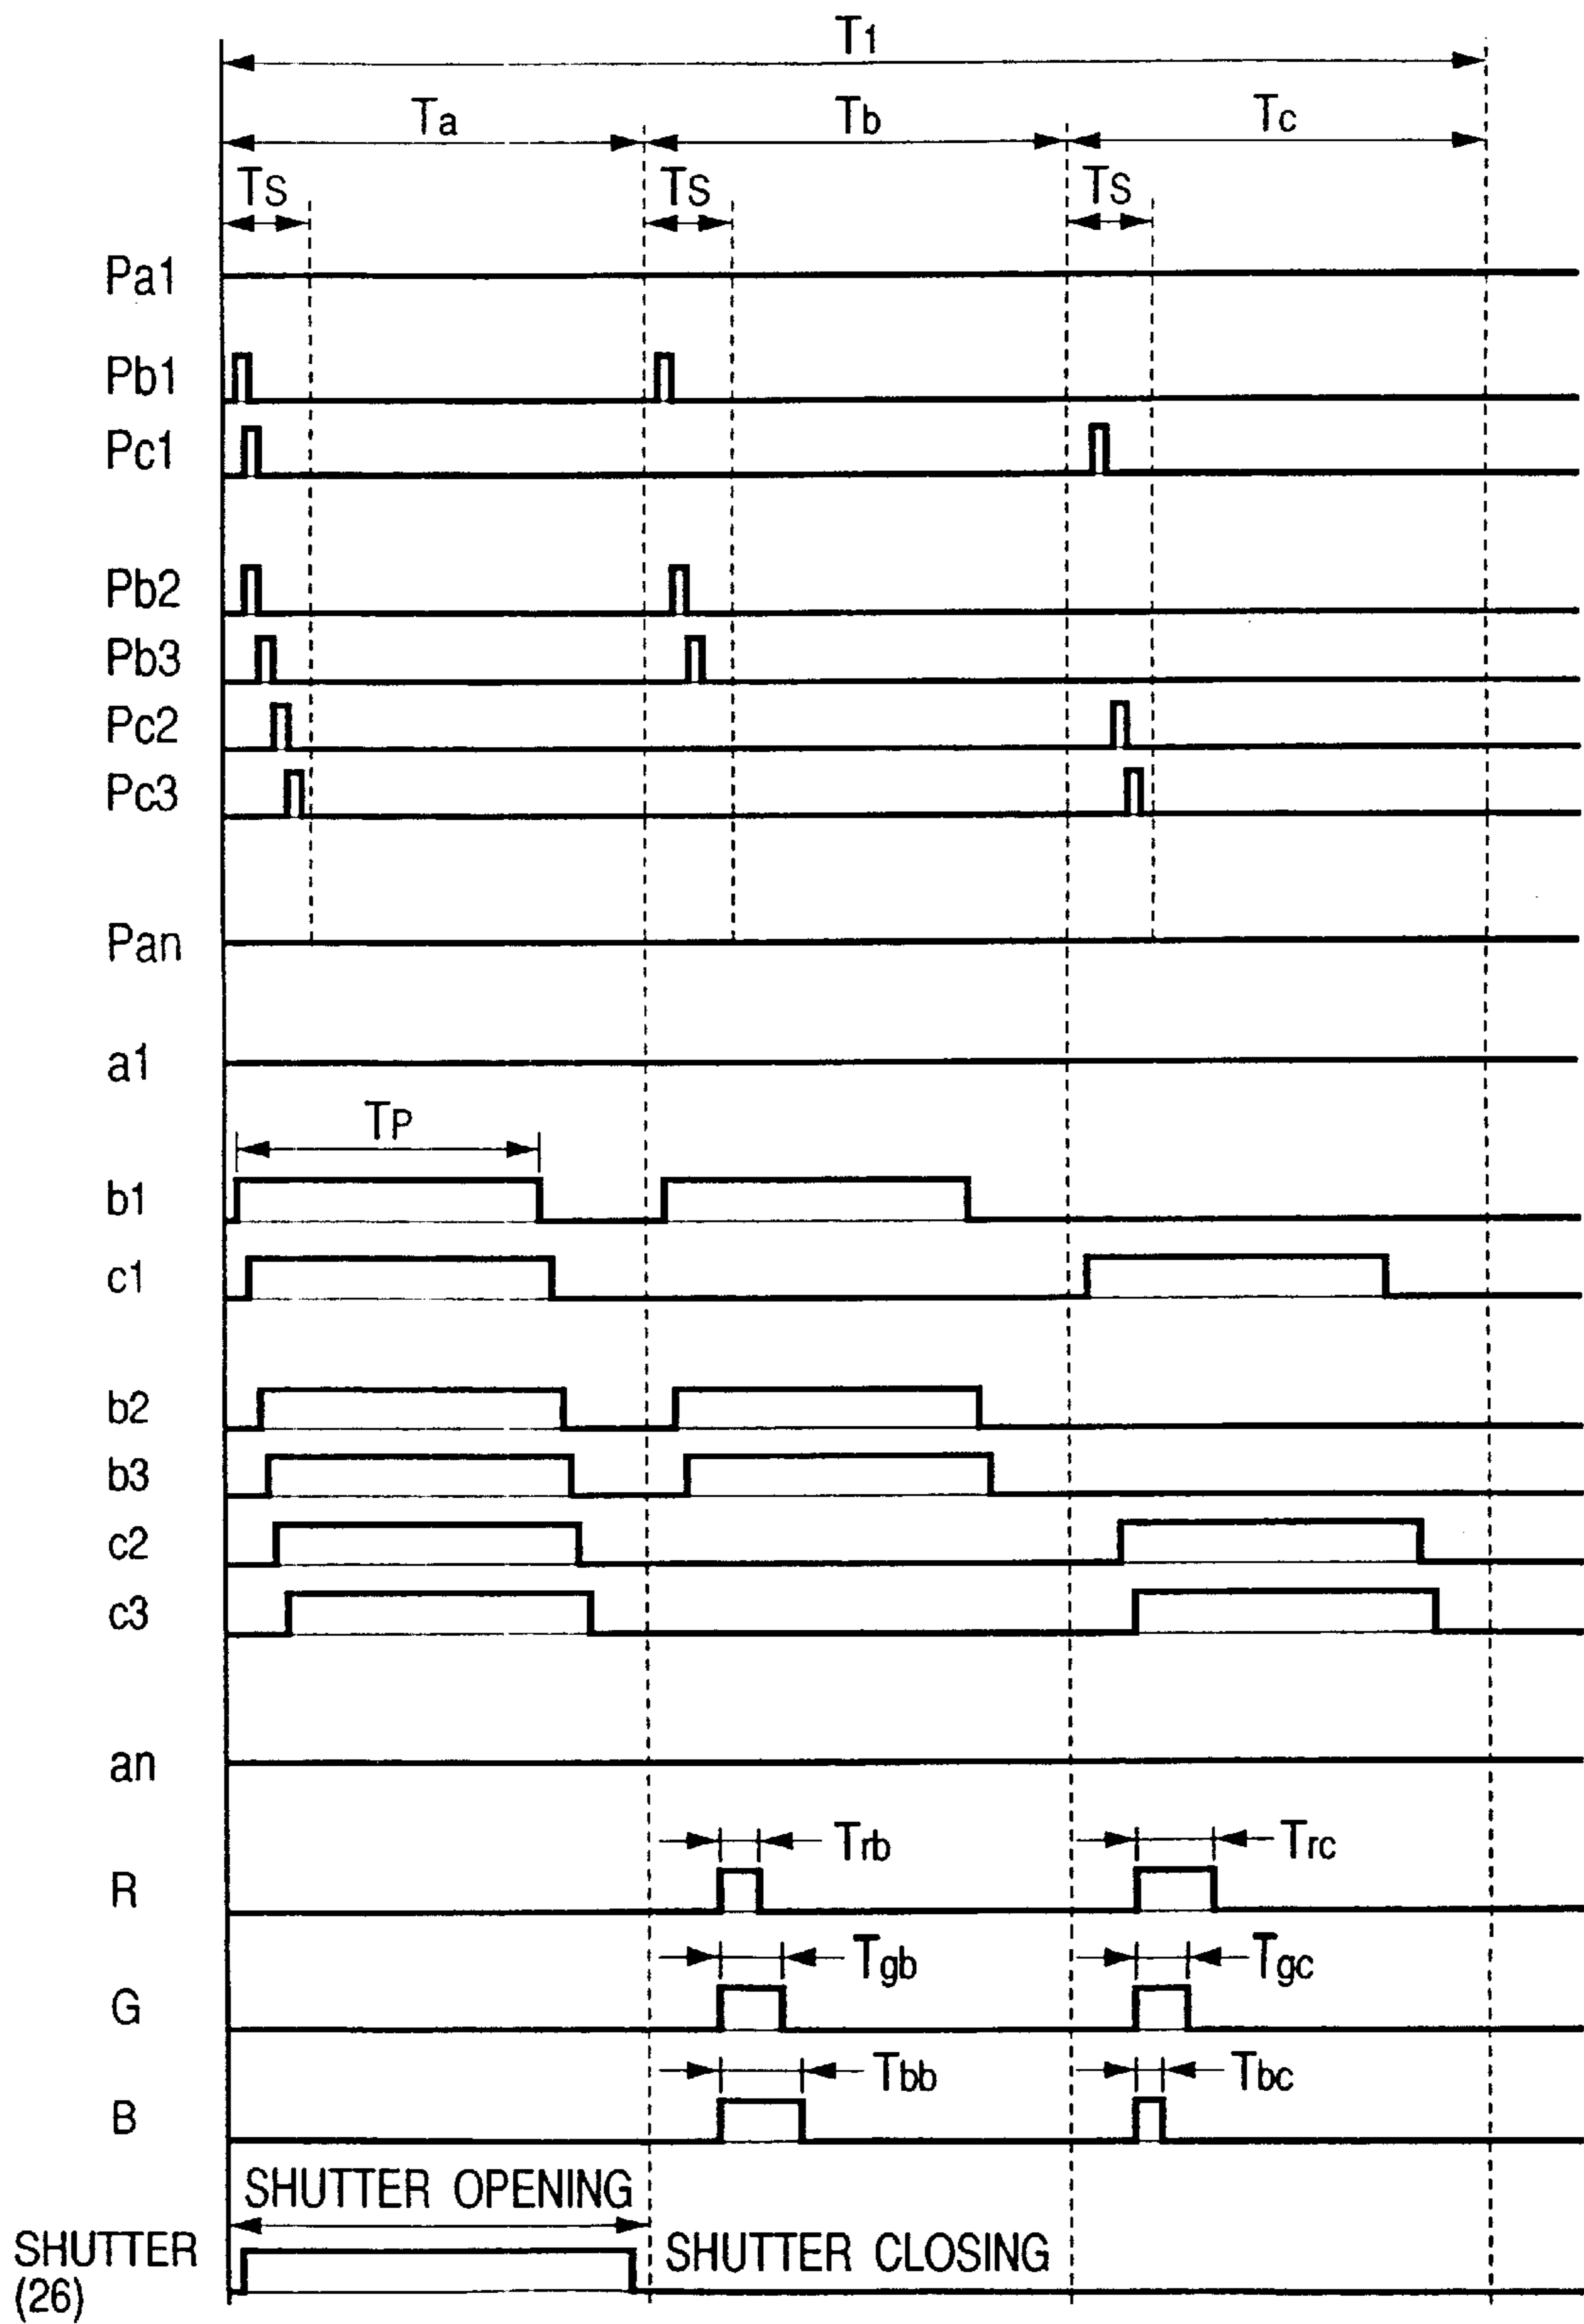 T1
Ta Tb Tc
TS TS TS
Pa1
Pb1
Pc1
Pb2
Pb3
Pc2
Pc3
Pan
a1
TP
b1
c1
b2
b3
c2
c3
an
Trb Trc
R
Tgb Tgc
G
Tbb Tbc
B
SHUTTER OPENING
SHUTTER
(26)
SHUTTER CLOSING